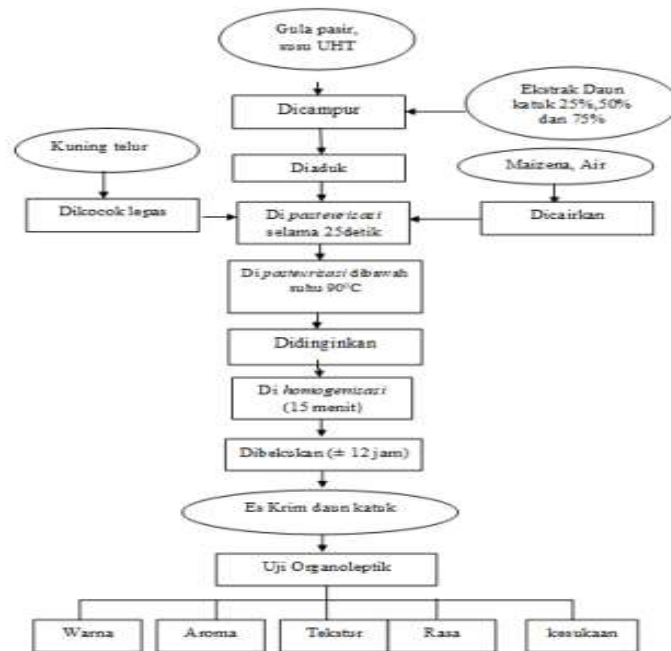 Gula pasir,
susu UHT
Ekstrak Daun
katuk 25%,50%
dan 75%
Dicampur
Kuning telur
Diaduk
Maizena, Air
Dikocok lepas
Di pasteurizasi
selama 25detik
Dicairkan
Di pasteurizasi dibawah
suhu 90°C
Didinginkan
Di homogenisasi
(15 menit)
Dibekukan (± 12 jam)
Es Krim daun katuk
Uji Organoleptik
Warna
Aroma
Tekstur
Rasa
kesukaan